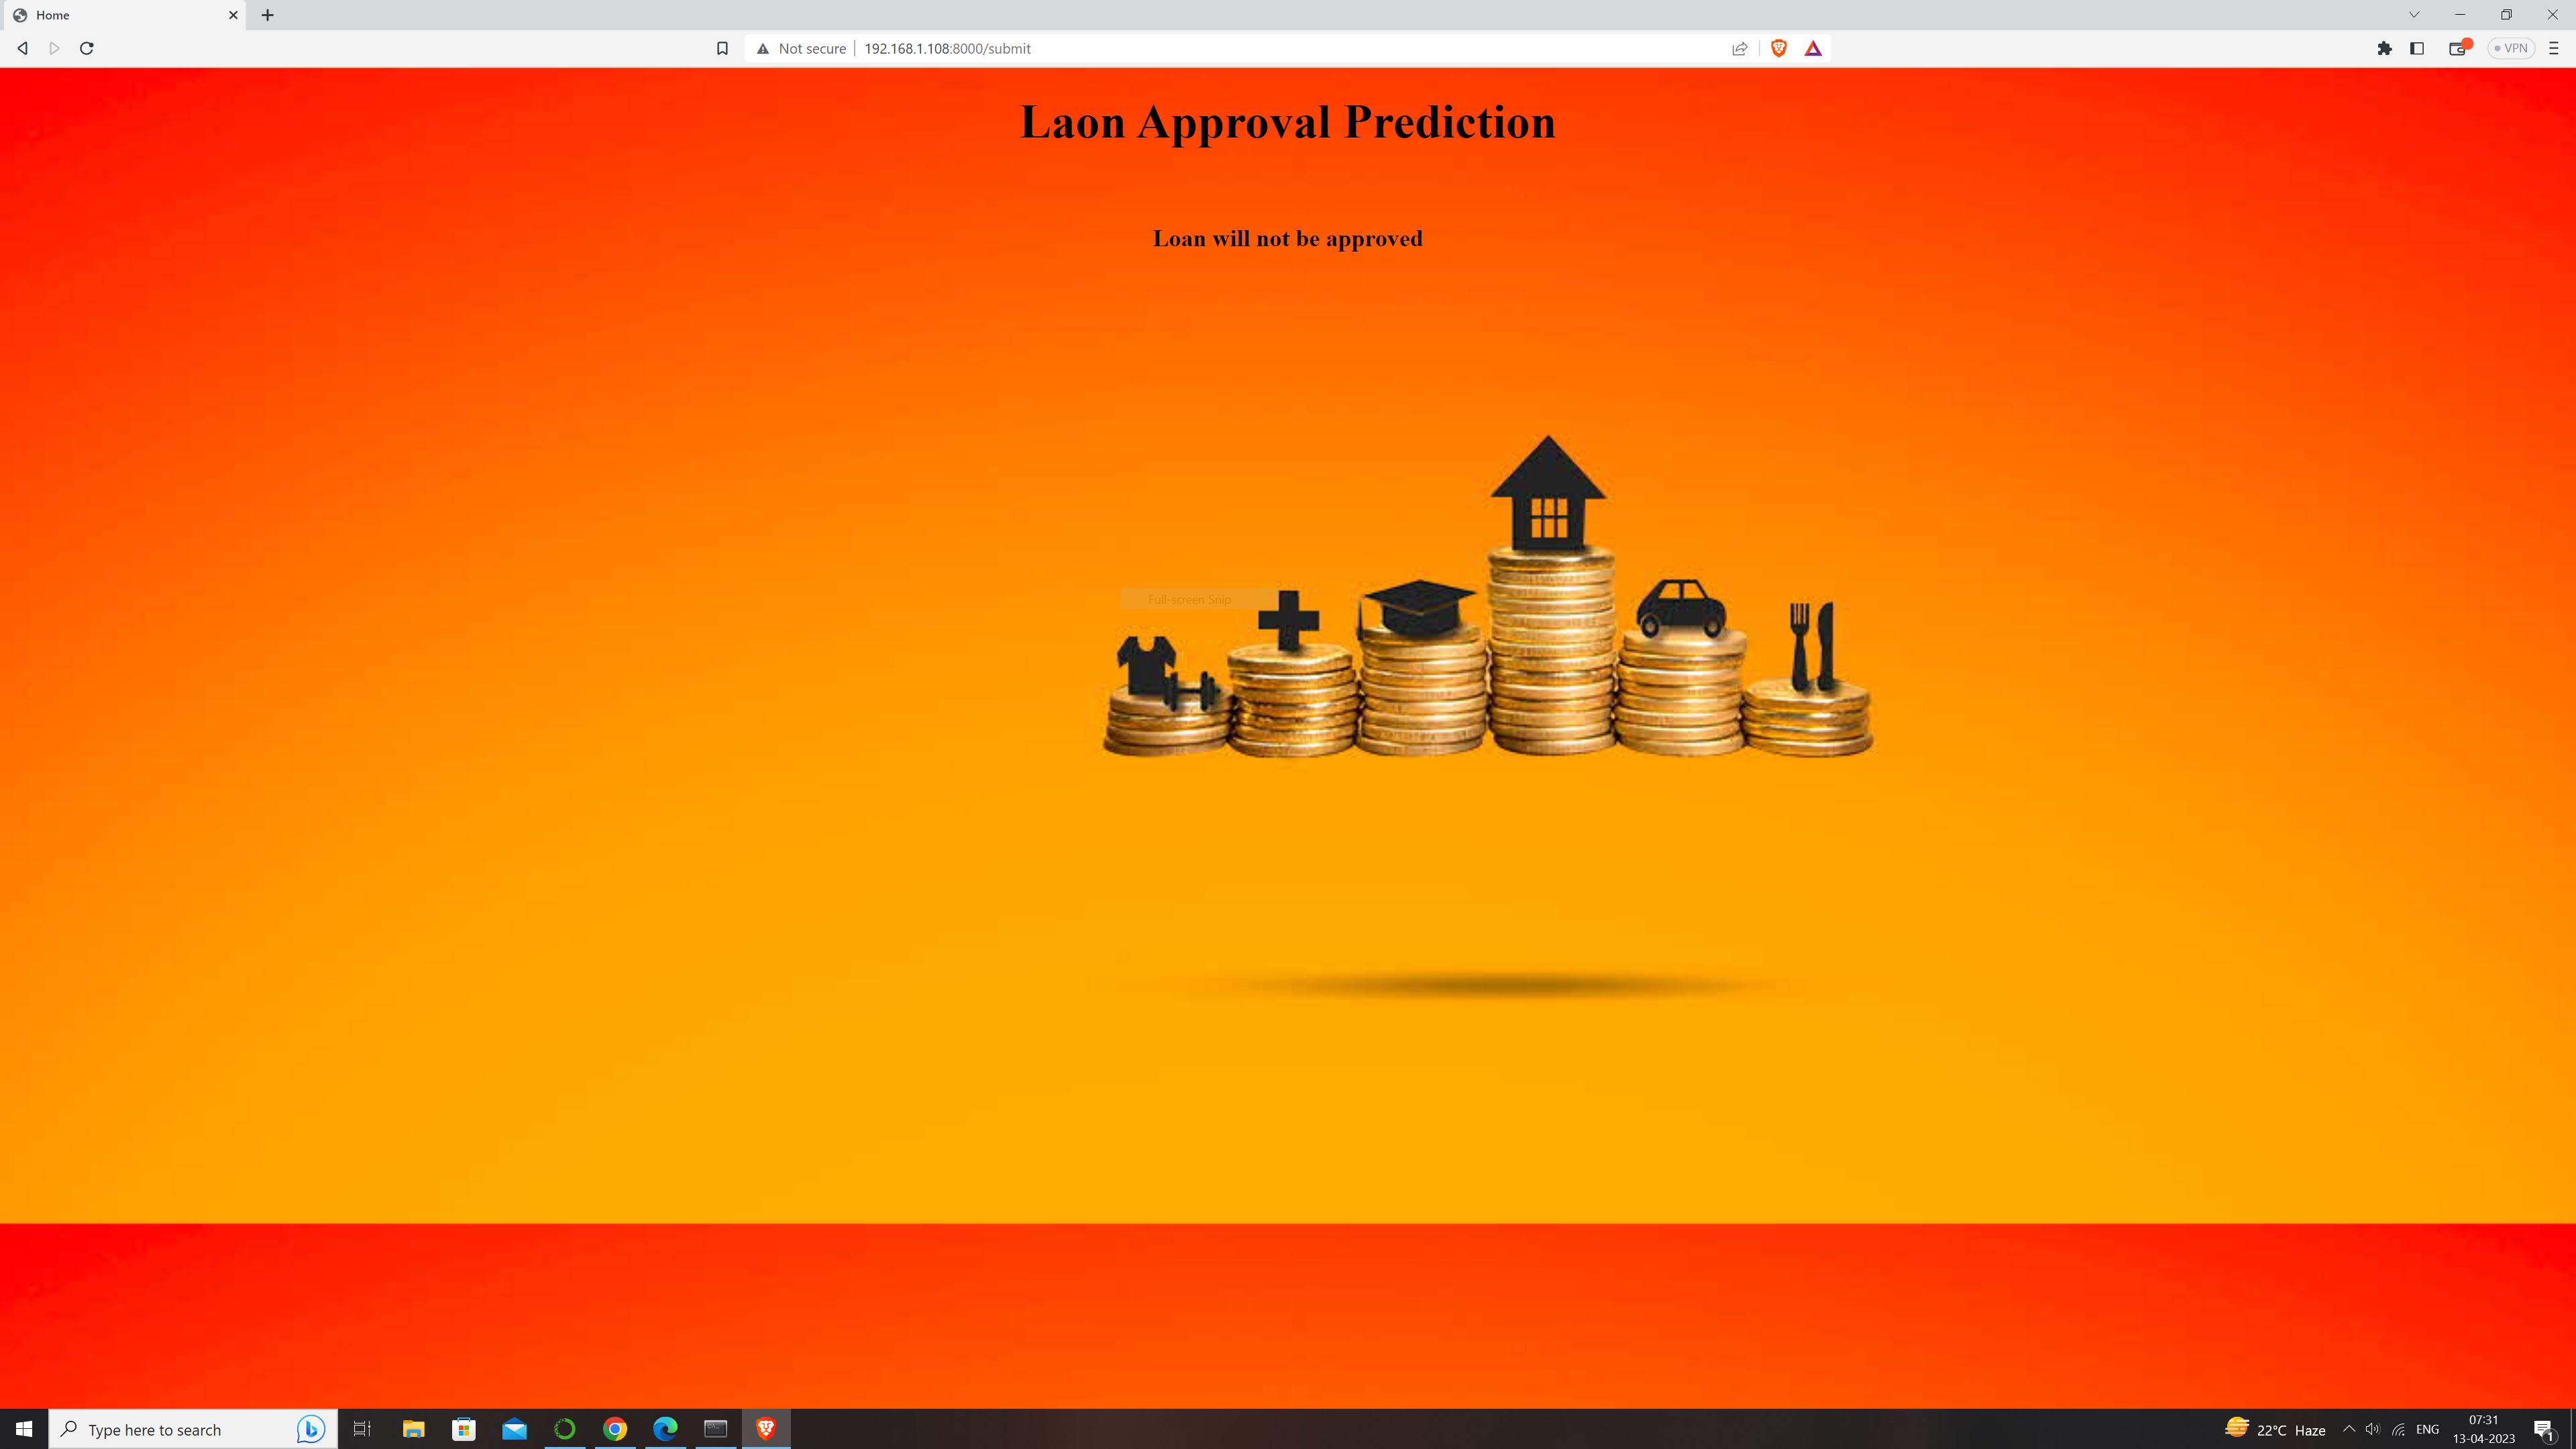 Home
Not secure
192.168.1.108:8000/submit
VPN
Laon Approval Prediction
Loan will not be approved
Full-screen Snip
Type here to search
22°C Haze
ENG
07:31
13-04-2023
1